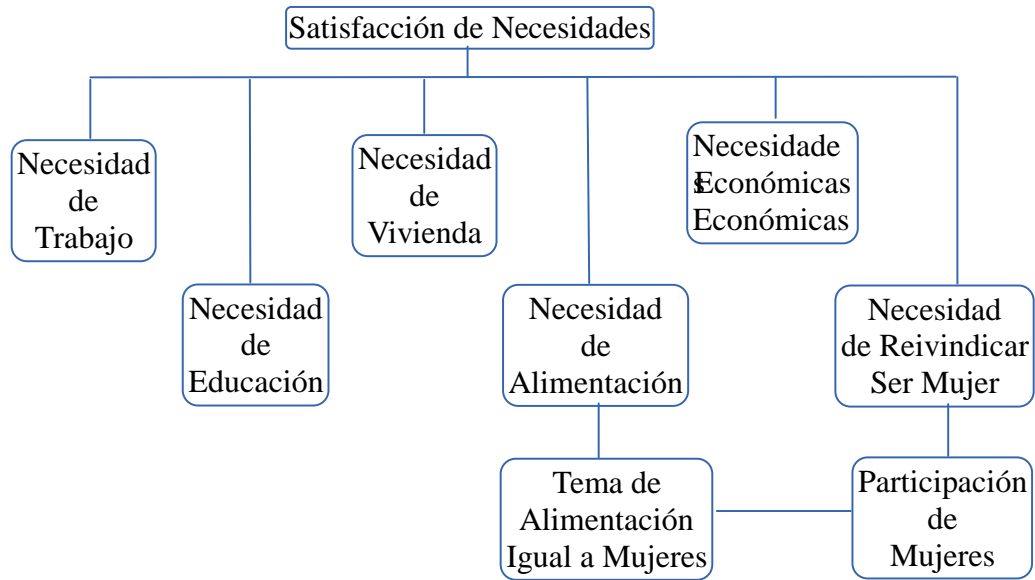 Satisfacción de Necesidades
Necesidad
de
Trabajo
Necesidad
de
Vivienda
Necesidade
sEconómicas
Económicas
Necesidad
de
Educación
Necesidad
de
Alimentación
Necesidad
de Reivindicar
Ser Mujer
Tema de
Alimentación
Igual a Mujeres
Participación
de
Mujeres